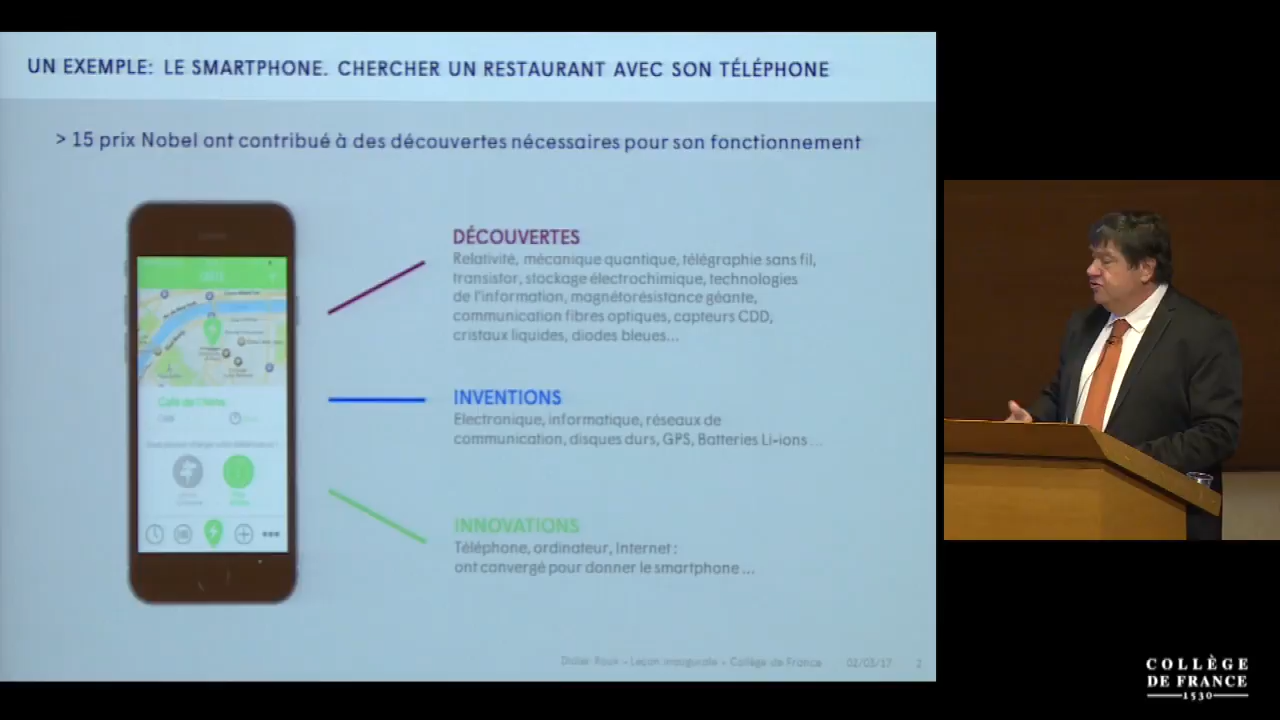 UN EXEMPLE: LE SMARTPHONE. CHERCHER UN RESTAURANT AVEC SON TÉLÉPHONE
> 15 prix Nobel ont contribué à des découvertes nécessaires pour son fonctionnement
DÉCOUVERTES
Relativité, mécanique quantique, télégraphie sans fil,
transistor, stockage électrochimique, technologies
de l'information, magnétorésistance géante,
communication fibres optiques, capteurs CDD,
cristaux liquides, diodes bleues...
INVENTIONS
Electronique, informatique, réseaux de
communication, disques durs, GPS, Batteries Li-ions ...
INNOVATIONS
Téléphone, ordinateur, Internet :
ont convergé pour donner le smartphone ...
Didier Roux - Leçon inaugurale - Collège de France 02/03/17 2
COLLÈGE
DE FRANCE
1530